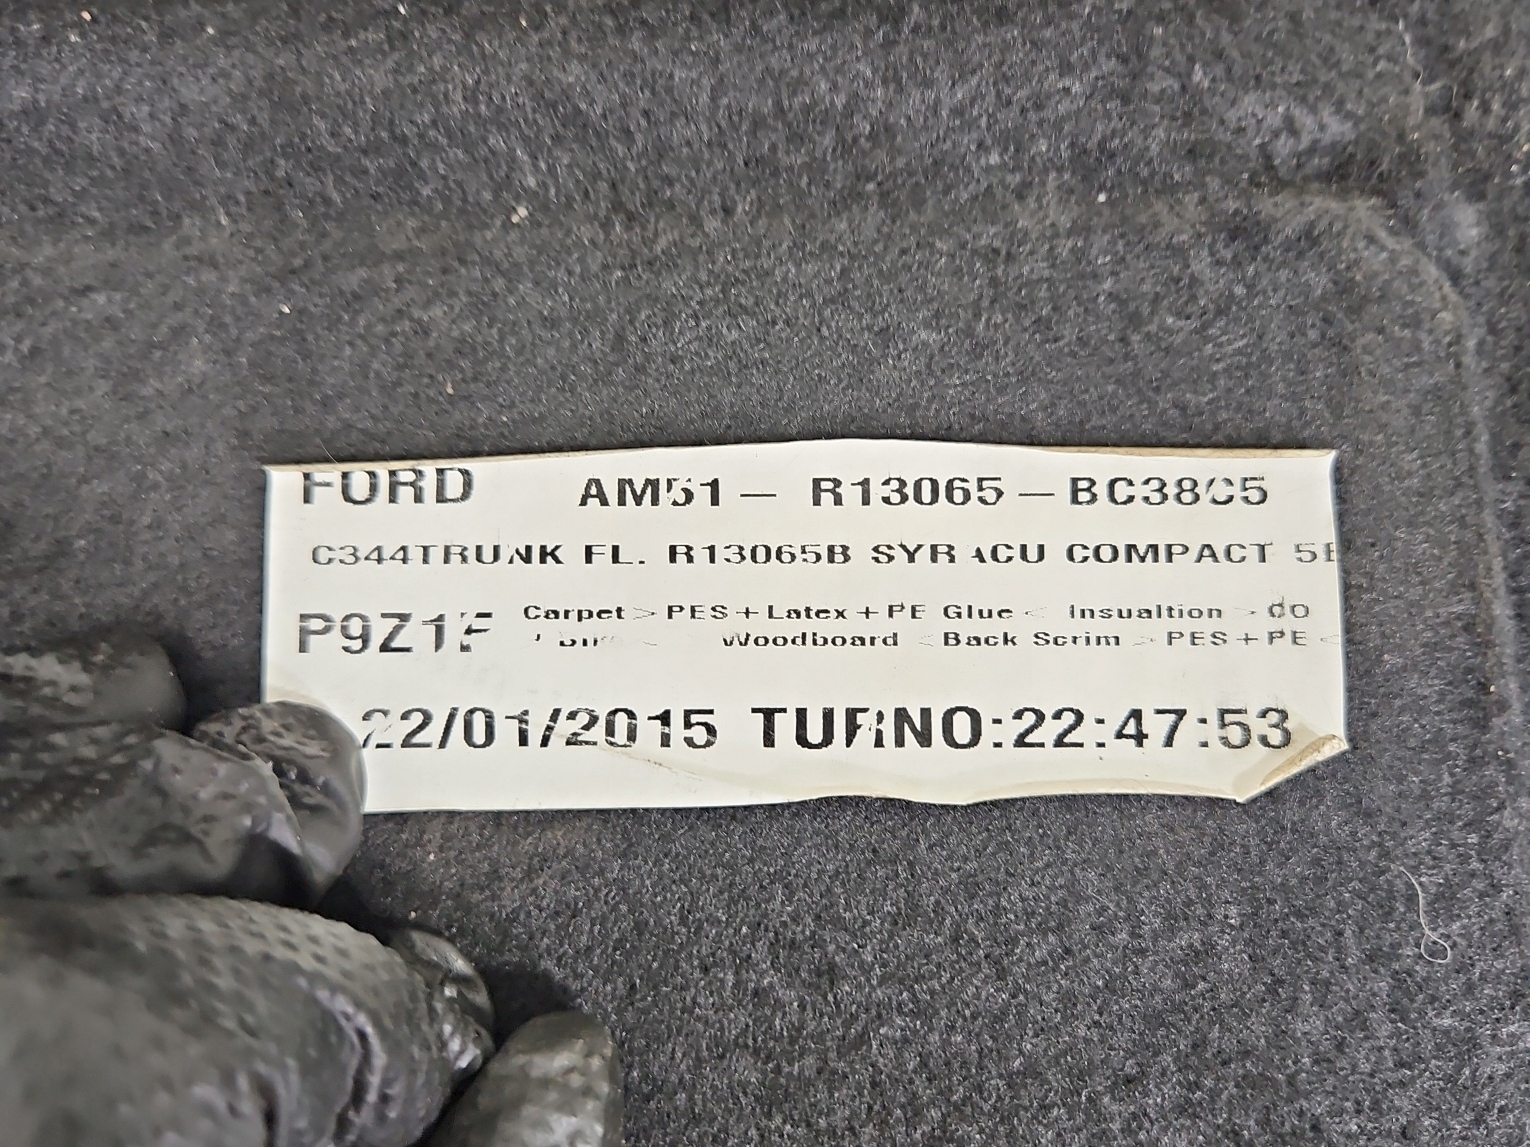 FORD AM51 - R13065 - BC38C5
C344TRUNK FL. R13065B SYRACU COMPACT
P9Z1F Carpet > PES + Latex + PE Glue < Insualtion > CO
Woodboard < Back Scrim > PES + PE <
22/01/2015 TURNO:22:47:53